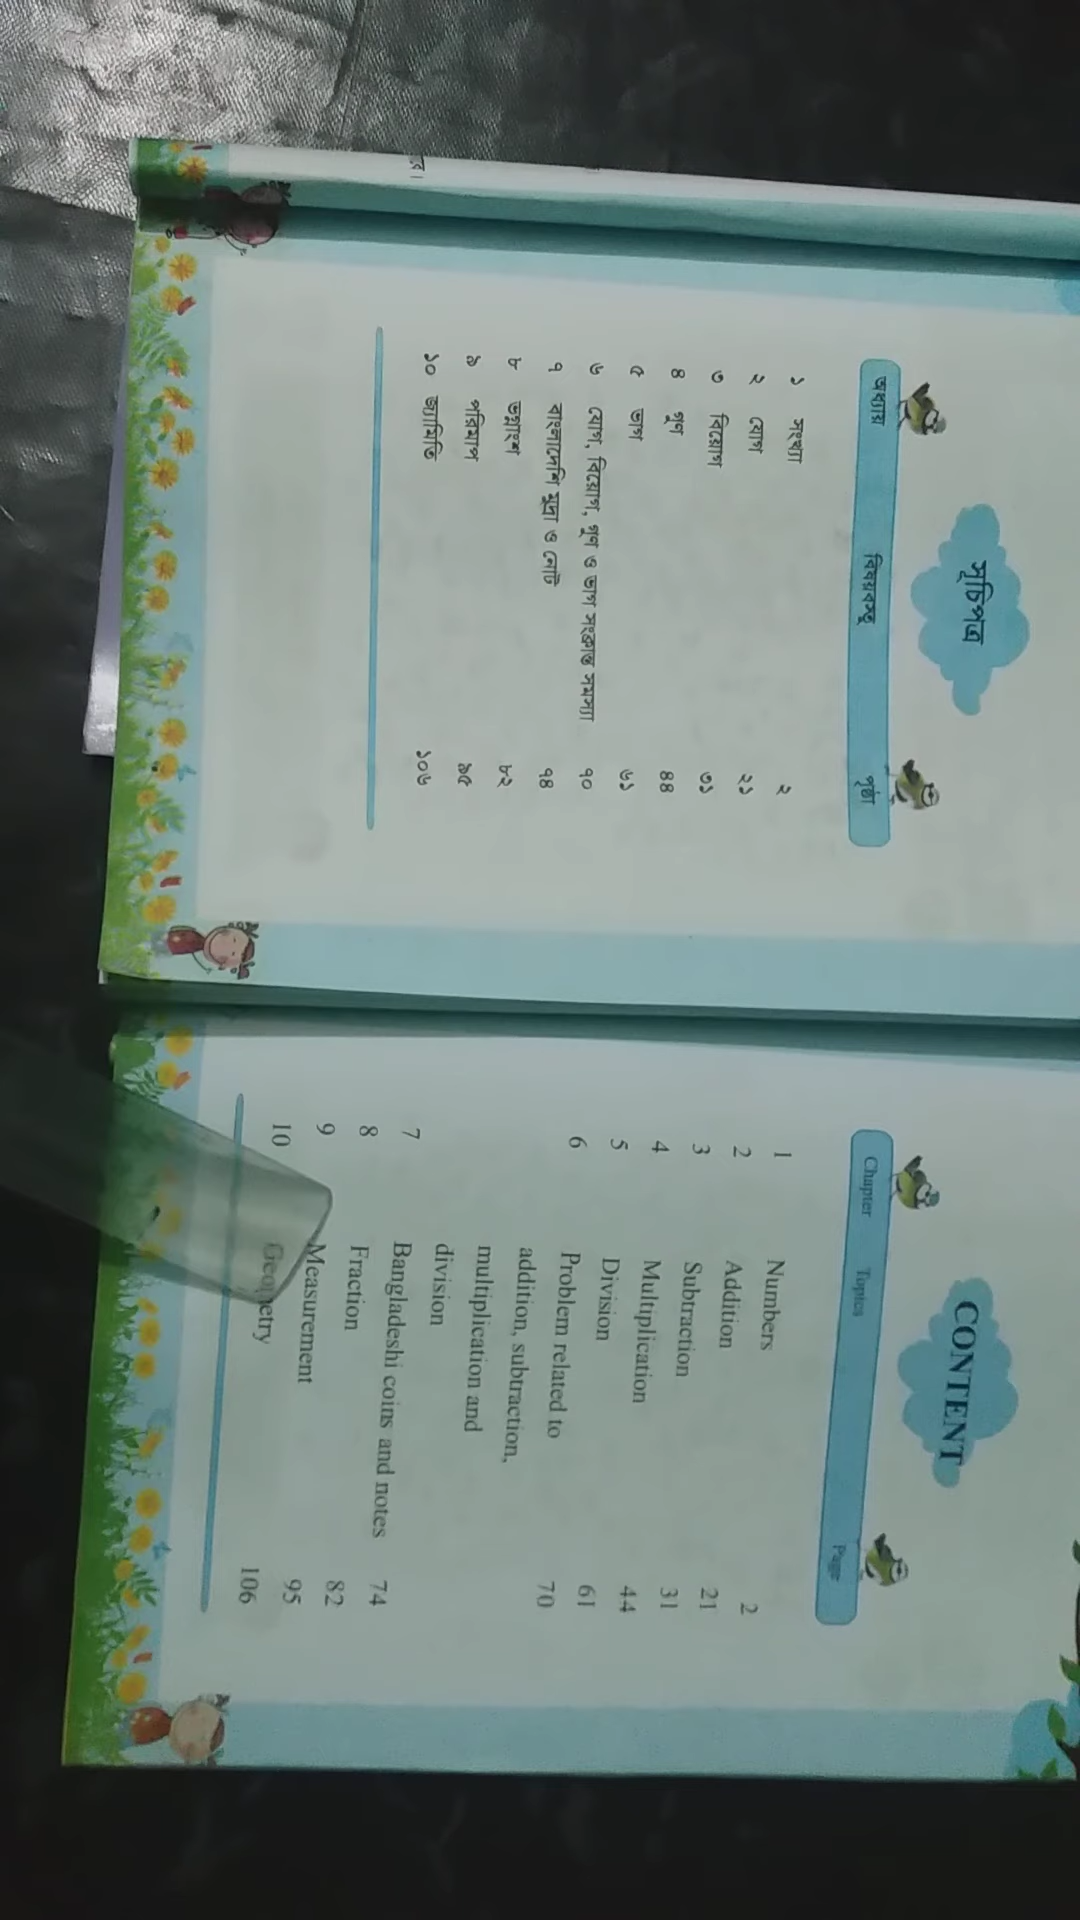 বে।
সূচিপত্র
অধ্যায় বিষয়বস্তু পৃষ্ঠা
১ সংখ্যা ২
২ যোগ ২১
৩ বিয়োগ ৩১
৪ গুণ ৪৪
৫ ভাগ ৬১
৬ যোগ, বিয়োগ, গুণ ও ভাগ সংক্রান্ত সমস্যা ৭০
৭ বাংলাদেশি মুদ্রা ও নোট ৭৪
৮ ভগ্নাংশ ৮২
৯ পরিমাপ ৯৫
১০ জ্যামিতি ১০৬
CONTENT
Chapter Topics Page
1 Numbers 2
2 Addition 21
3 Subtraction 31
4 Multiplication 44
5 Division 61
6 Problem related to 70
addition, subtraction,
multiplication and
division
7 Bangladeshi coins and notes 74
8 Fraction 82
9 Measurement 95
10 Geometry 106